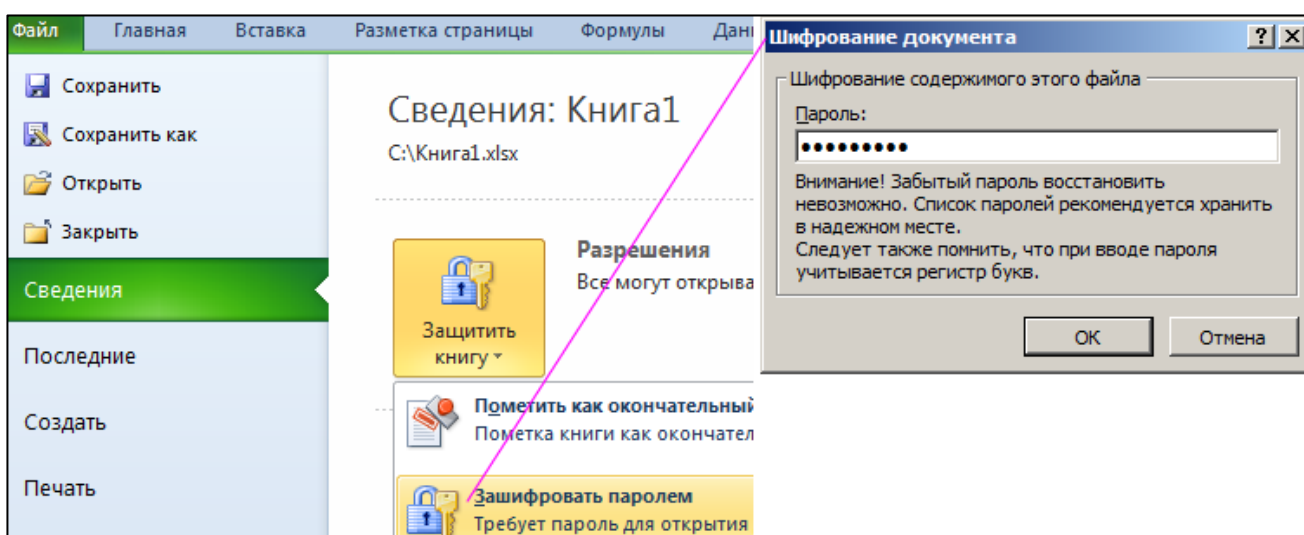 Файл Главная Вставка Разметка страницы Формулы
Сохранить
Сохранить как
Открыть
Закрыть
Сведения
Последние
Создать
Печать
Сведения: Книга1
C:\Книга1.xlsx
Защитить
книгу
Разрешения
Все могут открыва
Пометить как окончательный
Пометка книги как окончател
Зашифровать паролем
Требует пароль для открытия
Шифрование документа
Шифрование содержимого этого файла
Пароль:
Внимание! Забытый пароль восстановить
невозможно. Список паролей рекомендуется хранить
в надежном месте.
Следует также помнить, что при вводе пароля
учитывается регистр букв.
ОК Отмена